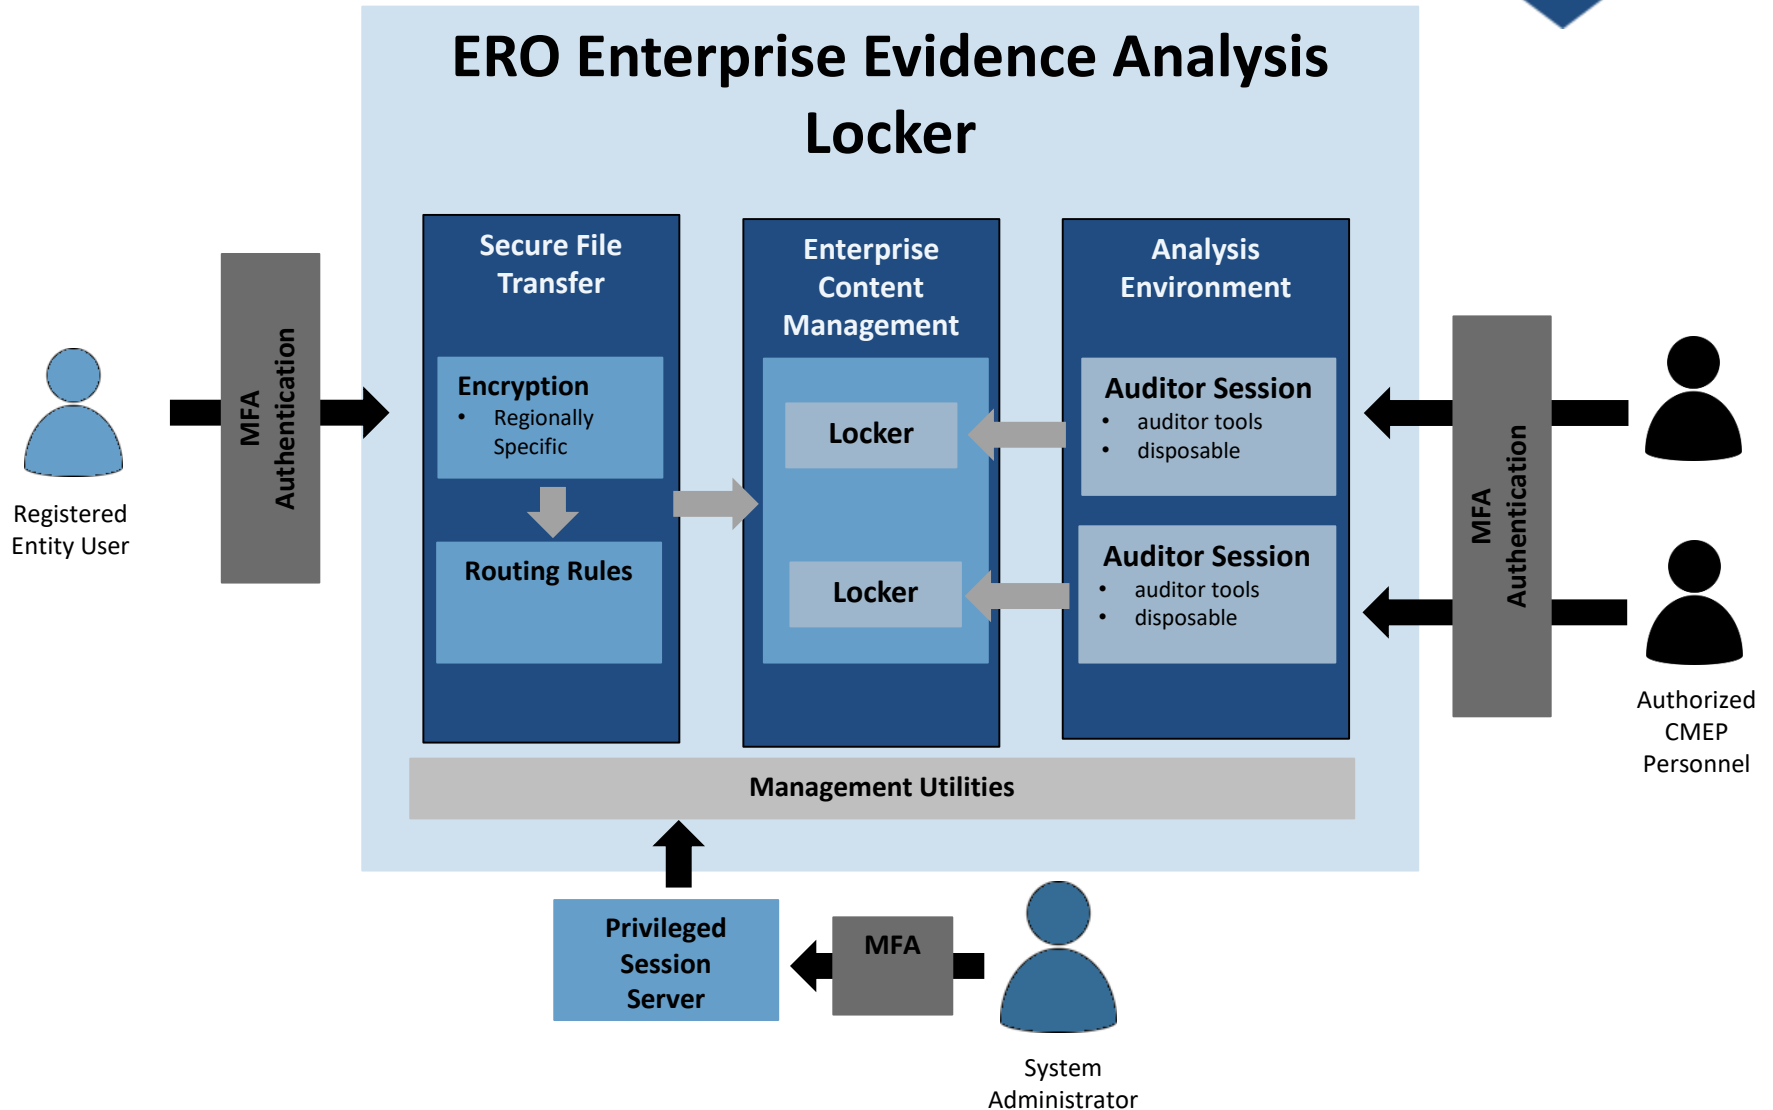 ERO Enterprise Evidence Analysis
Locker
Secure File
Transfer
Encryption
• Regionally
Specific
Routing Rules
Enterprise
Content
Management
Locker
Locker
Analysis
Environment
Auditor Session
• auditor tools
• disposable
Auditor Session
• auditor tools
• disposable
MFA
Authentication
Registered
Entity User
MFA
Authentication
Authorized
CMEP
Personnel
Management Utilities
Privileged
Session
Server
MFA
System
Administrator